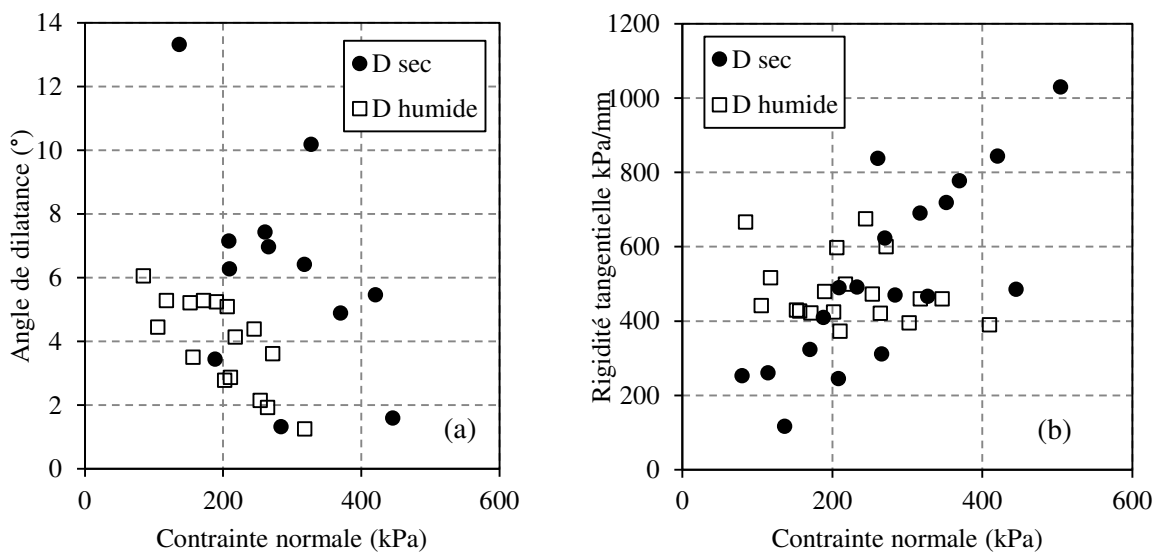 14
12
10
8
6
4
2
0
0 200 400 600
Angle de dilatance (°)
Contrainte normale (kPa)
D sec
D humide
(a)
1200
1000
800
600
400
200
0
0 200 400 600
Rigidité tangentielle kPa/mm
Contrainte normale (kPa)
D sec
D humide
(b)